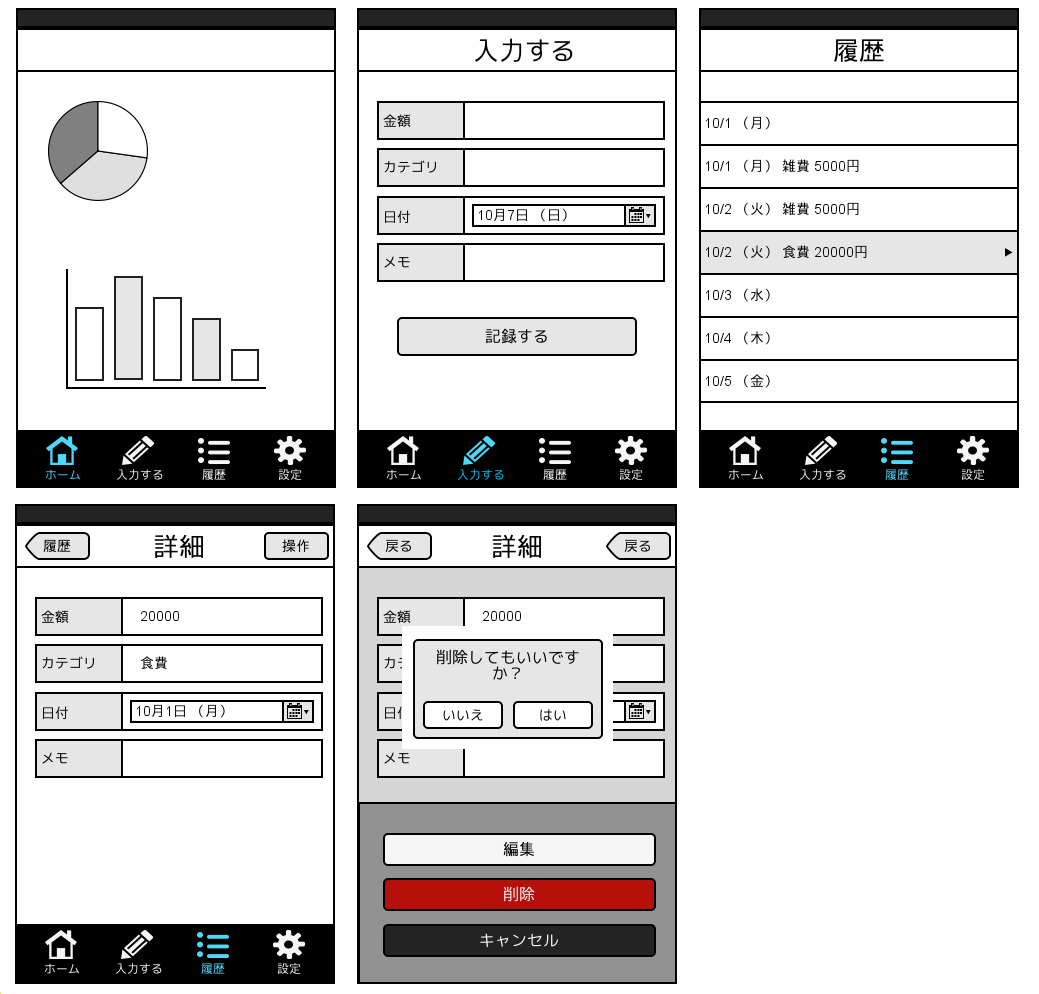 ホーム
入力する
履歴
設定
入力する
金額
カテゴリ
日付
10月7日 （日）
メモ
記録する
ホーム
入力する
履歴
設定
履歴
10/1 （月）
10/1 （月） 雑費 5000円
10/2 （火） 雑費 5000円
10/2 （火） 食費 20000円
10/3 （水）
10/4 （木）
10/5 （金）
ホーム
入力する
履歴
設定
履歴
詳細
操作
金額
20000
カテゴリ
食費
日付
10月1日 （月）
メモ
ホーム
入力する
履歴
設定
戻る
詳細
戻る
金額
20000
カテ
日付
メモ
削除してもいいです
か？
いいえ
はい
編集
削除
キャンセル